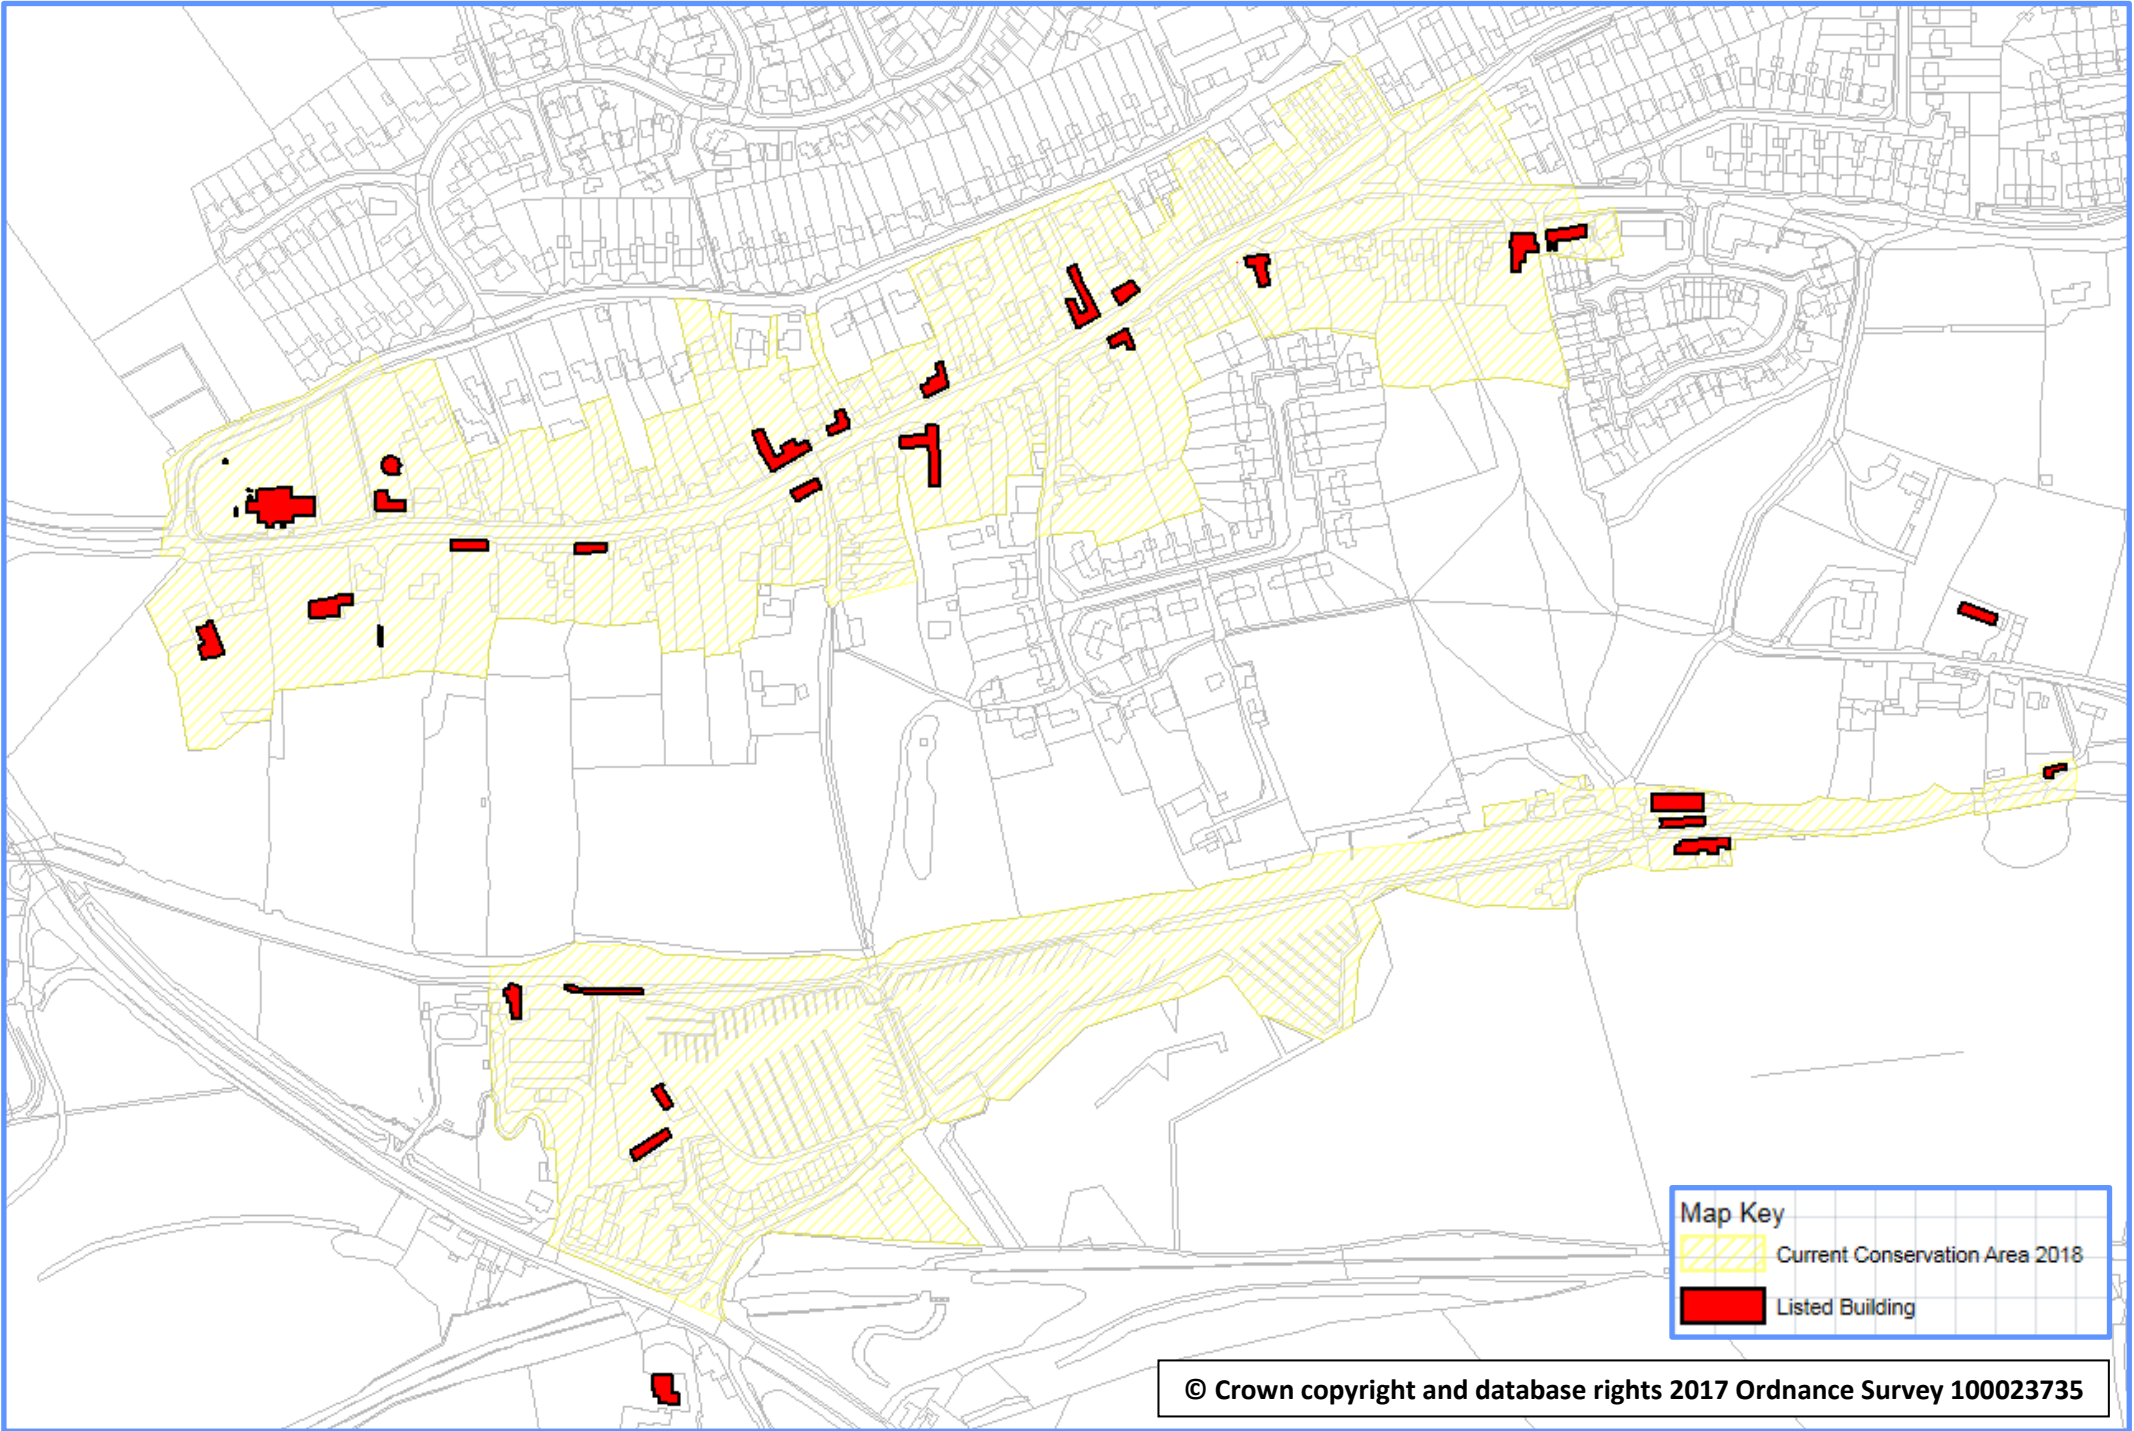 Map Key
Current Conservation Area 2018
Listed Building
© Crown copyright and database rights 2017 Ordnance Survey 100023735